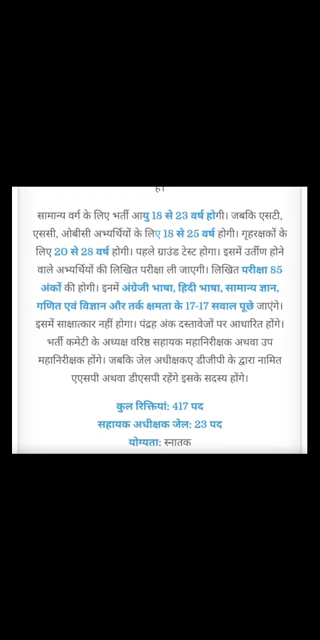 है।
सामान्य वर्ग के लिए भर्ती आयु 18 से 23 वर्ष होगी। जबकि एसटी,
एससी, ओबीसी अभ्यर्थियों के लिए 18 से 25 वर्ष होगी। गृहरक्षकों के
लिए 20 से 28 वर्ष होगी। पहले ग्राउंड टेस्ट होगा। इसमें उर्तीण होने
वाले अभ्यर्थियों की लिखित परीक्षा ली जाएगी। लिखित परीक्षा 85
अंकों की होगी। इनमें अंग्रेजी भाषा, हिदी भाषा, सामान्य ज्ञान,
गणित एवं विज्ञान और तर्क क्षमता के 17-17 सवाल पूछे जाएंगे।
इसमें साक्षात्कार नहीं होगा। पंद्रह अंक दस्तावेजों पर आधारित होंगे।
भर्ती कमेटी के अध्यक्ष वरिष्ठ सहायक महानिरीक्षक अथवा उप
महानिरीक्षक होंगे। जबकि जेल अधीक्षकए डीजीपी के द्वारा नामित
एएसपी अथवा डीएसपी रहेंगे इसके सदस्य होंगे।
कुल रिक्तियां: 417 पद
सहायक अधीक्षक जेल: 23 पद
योग्यता: स्नातक